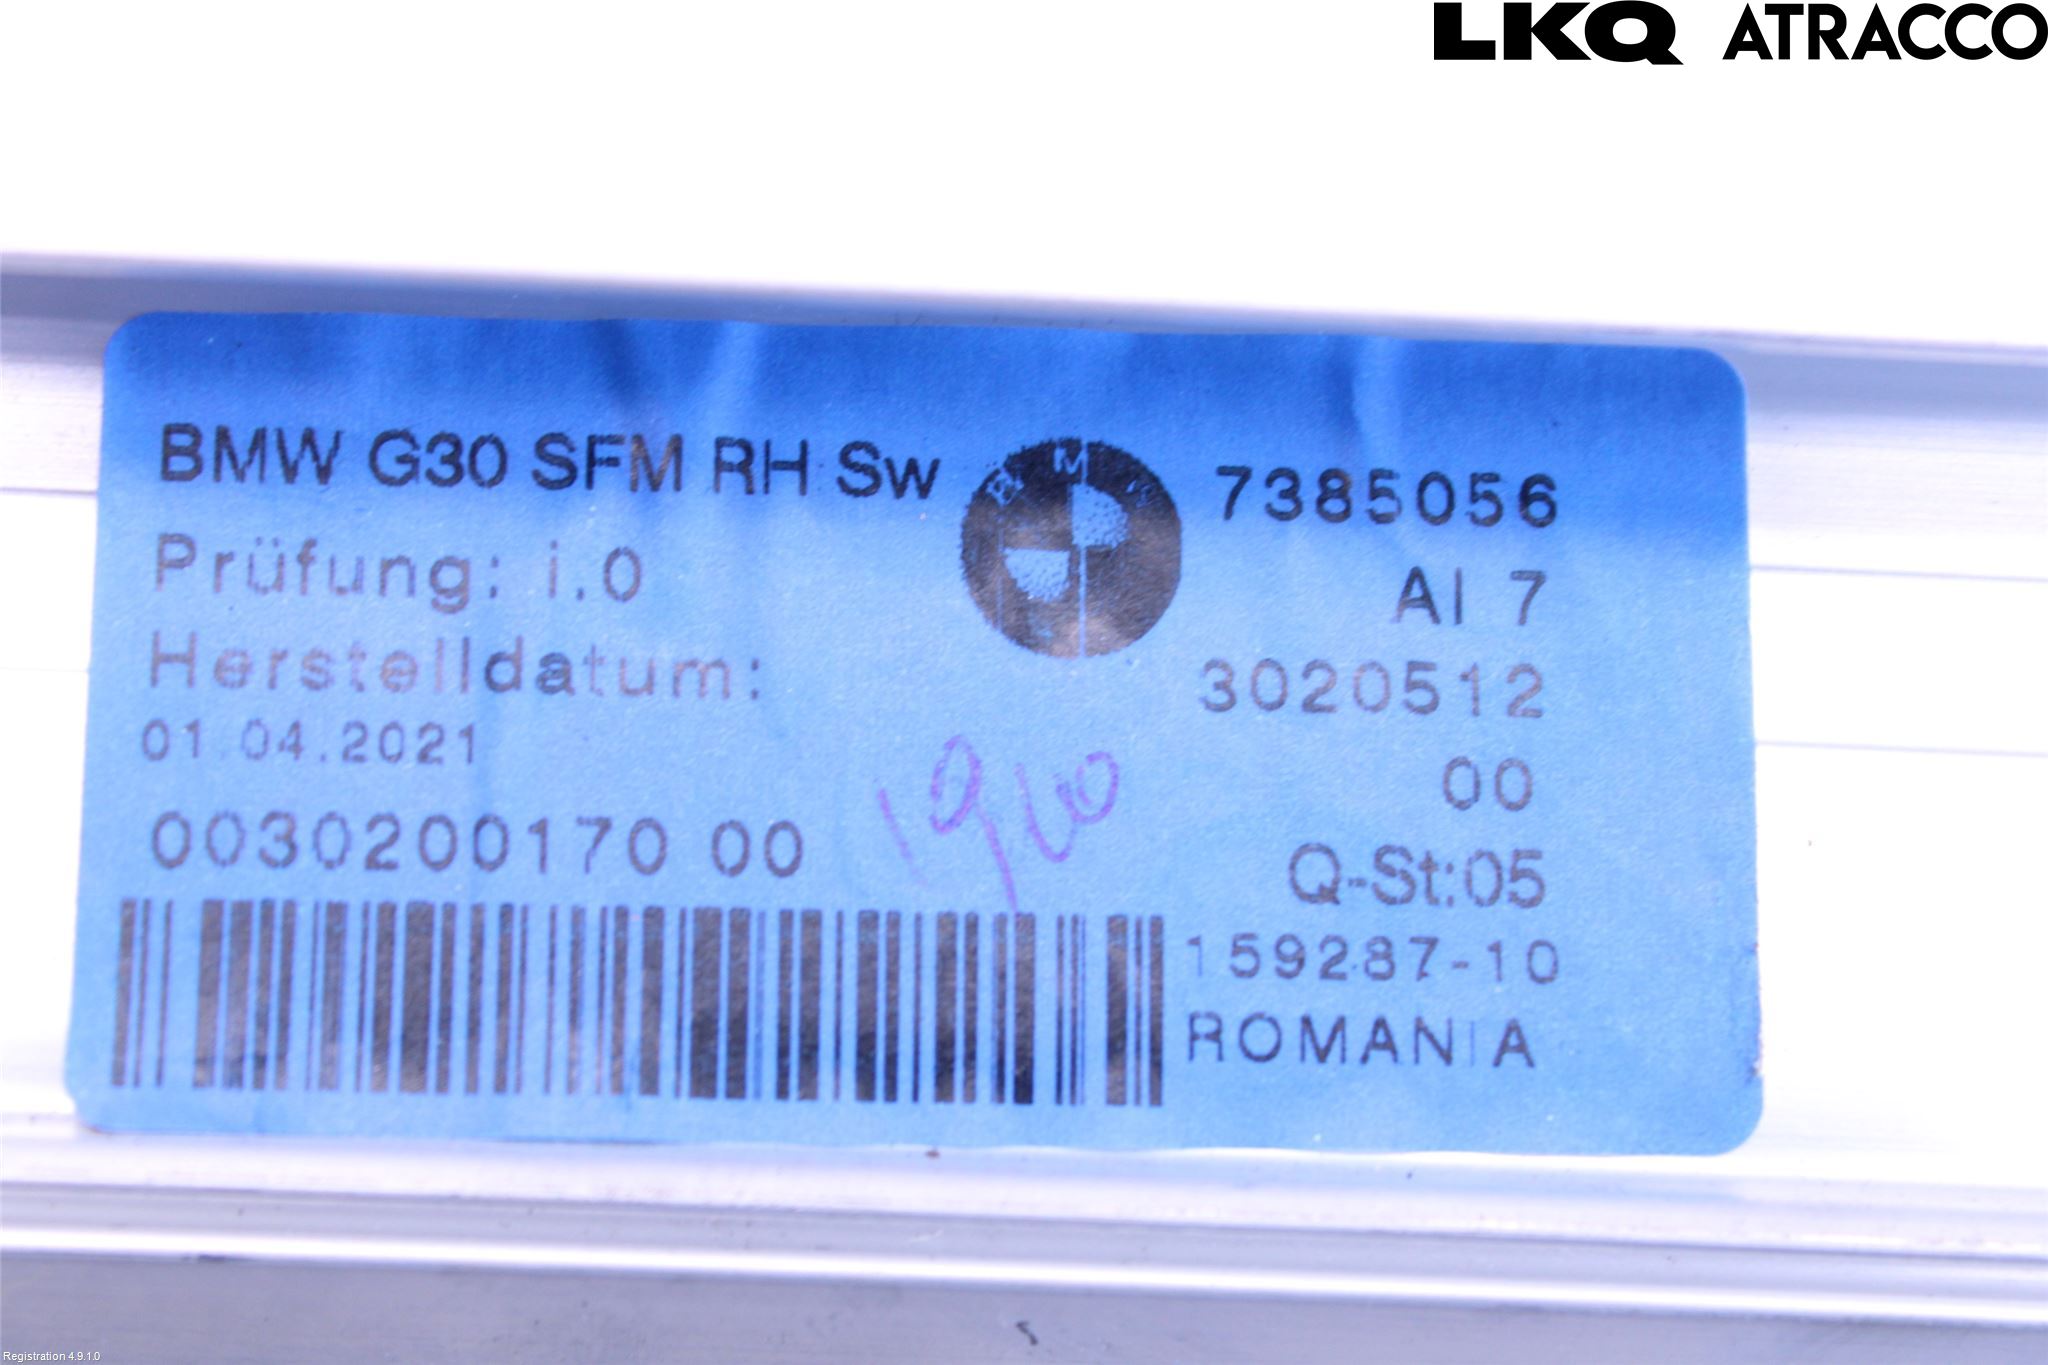 LKQ ATRACCO
BMW G30 SFM RH Sw
7385056
Prüfung: i.0
AI 7
Herstelldatum:
3020512
01.04.2021
00
0030200170 00
Q-St:05
159287-10
ROMANIA
Registration 4.9.1.0